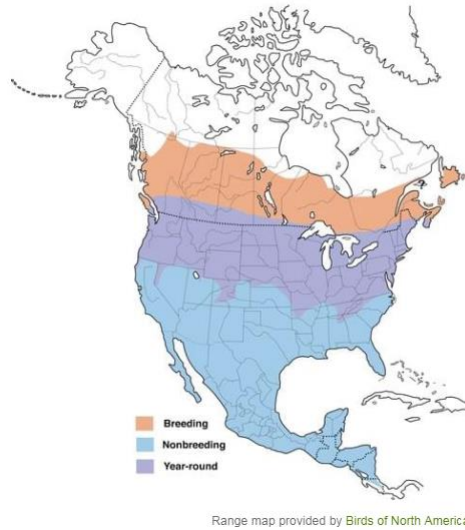 Breeding
Nonbreeding
Year-round
Range map provided by Birds of North America